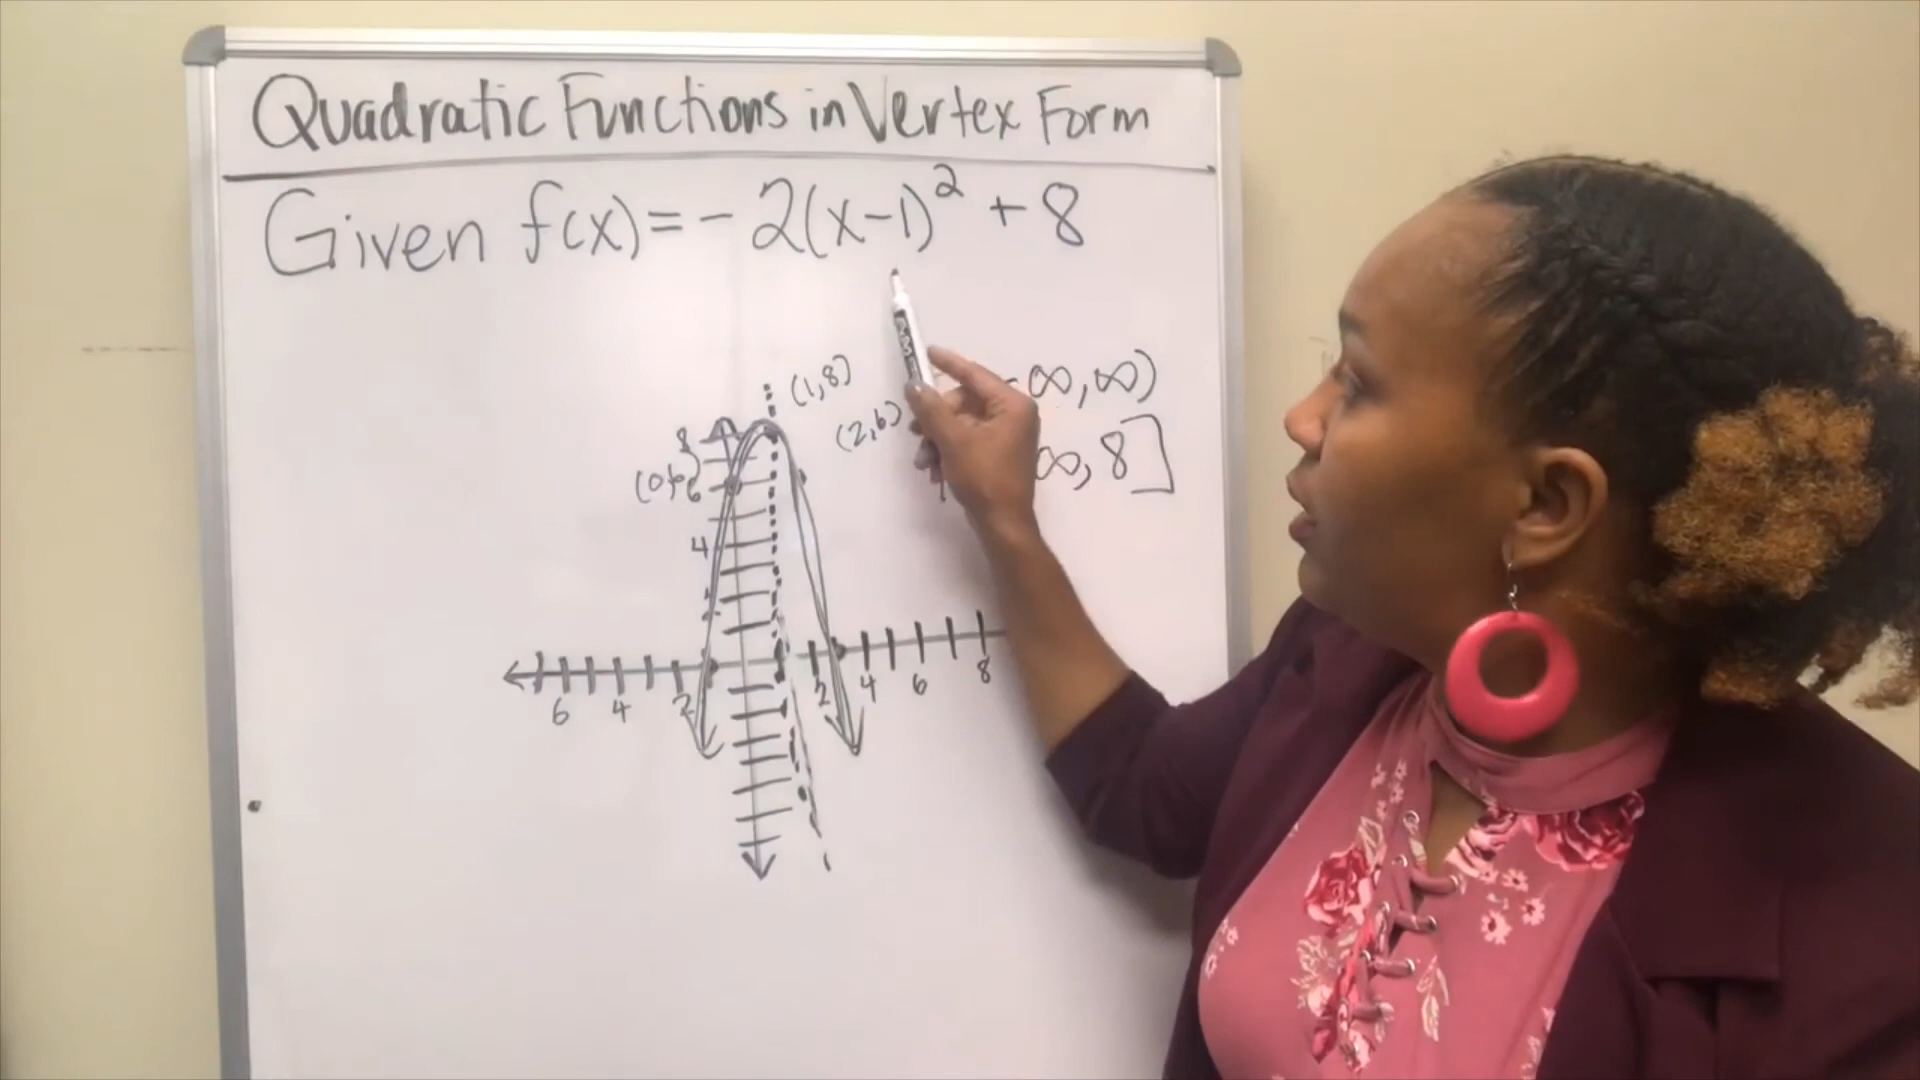 Quadratic Functions in Vertex Form
Given f(x) = -2(x-1)² + 8
(1,8)
-∞, ∞)
(2,6)
8
∞, 8]
(0,6)
6
4
6 4 2 2 4 6 8